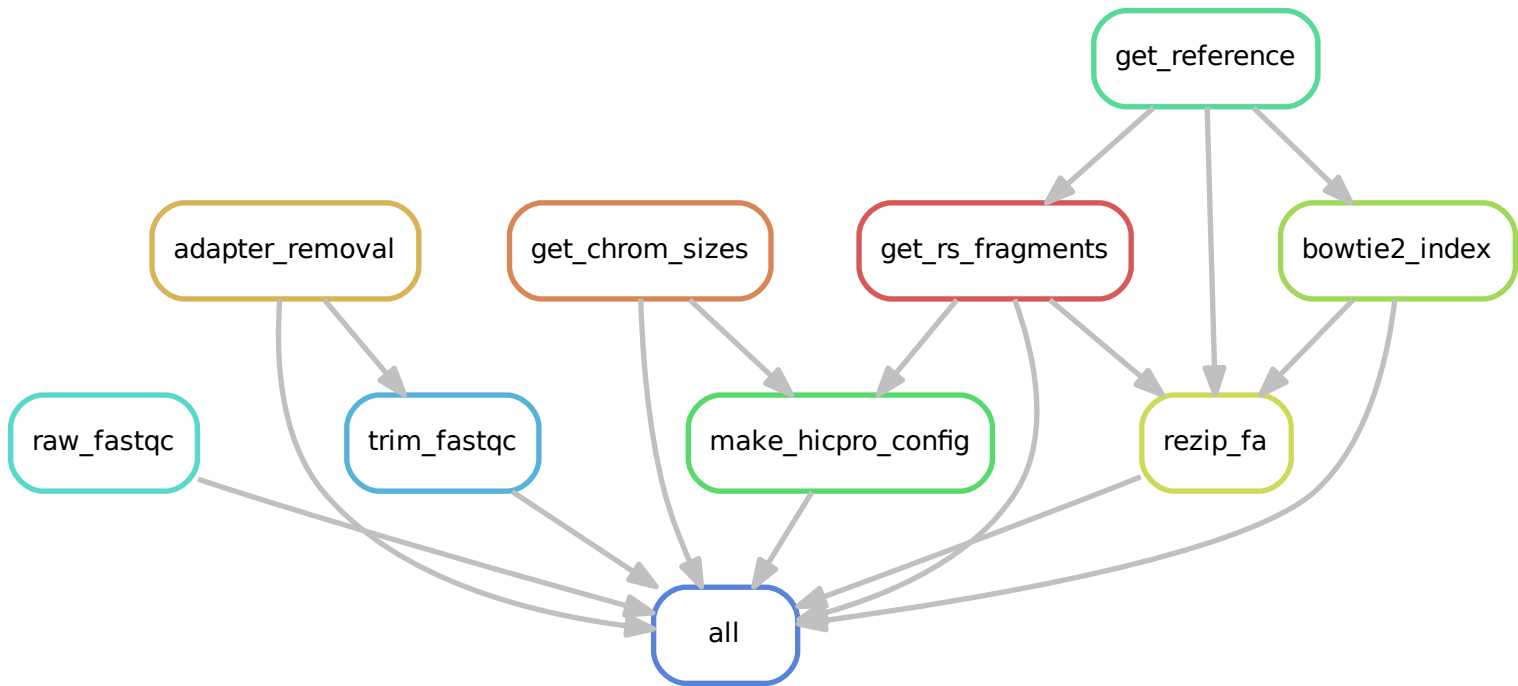 get_reference
adapter_removal
get_chrom_sizes
get_rs_fragments
bowtie2_index
raw_fastqc
trim_fastqc
make_hicpro_config
rezip_fa
all